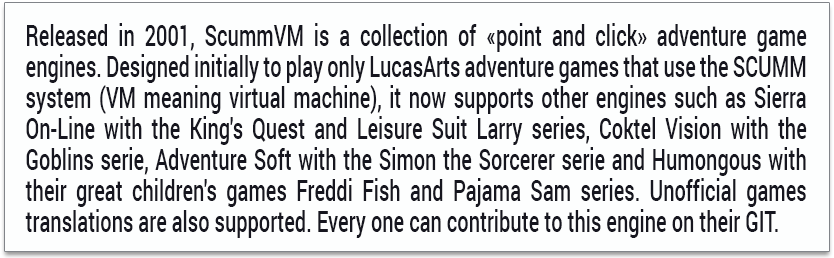 Released in 2001, ScummVM is a collection of «point and click» adventure game
engines. Designed initially to play only LucasArts adventure games that use the SCUMM
system (VM meaning virtual machine), it now supports other engines such as Sierra
On-Line with the King's Quest and Leisure Suit Larry series, Coktel Vision with the
Goblins serie, Adventure Soft with the Simon the Sorcerer serie and Humongous with
their great children's games Freddi Fish and Pajama Sam series. Unofficial games
translations are also supported. Every one can contribute to this engine on their GIT.